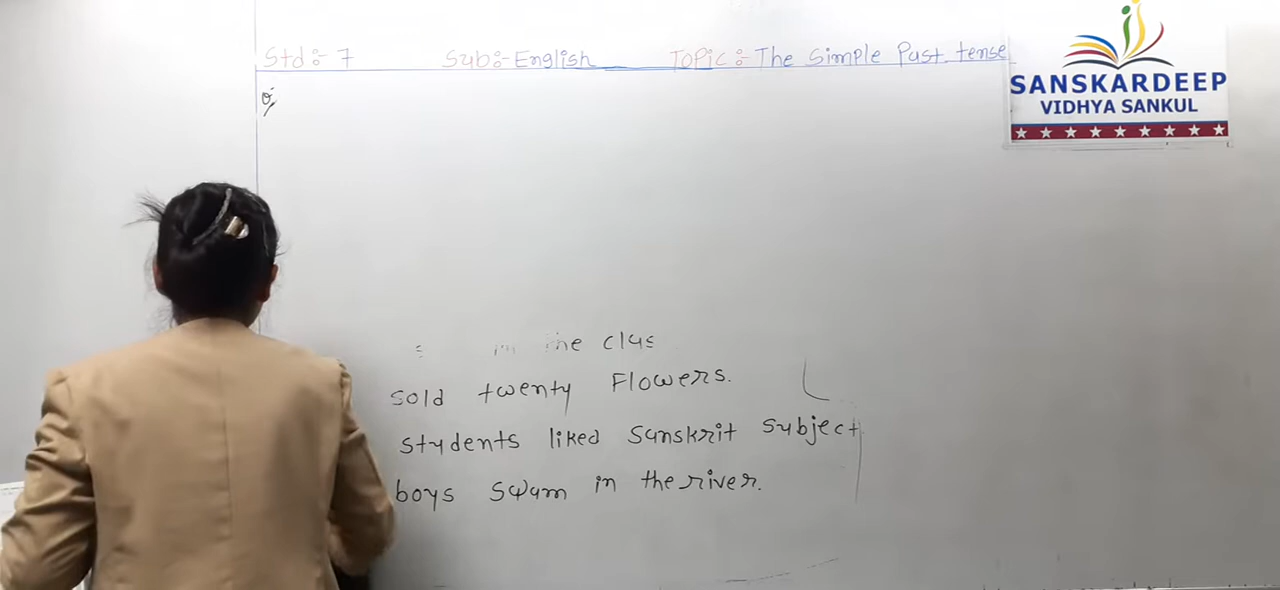 Std:- 7 Sub:- English Topic:- The Simple Past tense
SANSKARDEEP
VIDHYA SANKUL
in the clas
sold twenty Flowers.
students liked Sanskrit Subject
boys swam in the river.